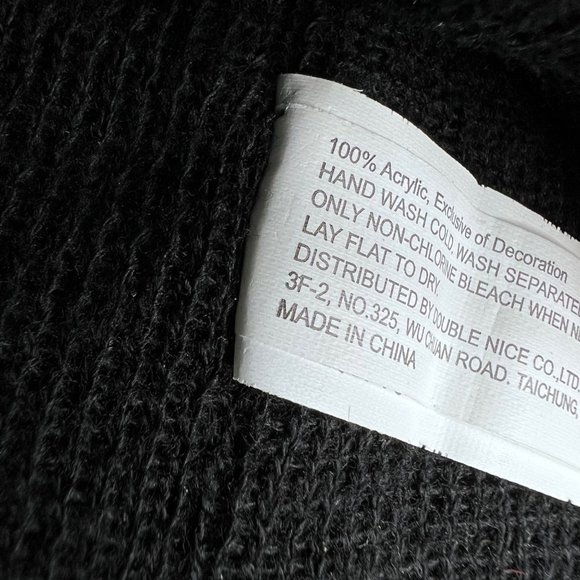 100% Acrylic, Exclusive of Decoration
HAND WASH COLD, WASH SEPARATE
ONLY NON-CHLORINE BLEACH WHEN
LAY FLAT TO DRY
DISTRIBUTED BY DOUBLE NICE CO.,LTD.
3F-2, NO.325, WU CHUAN ROAD. TAICHUNG,
MADE IN CHINA